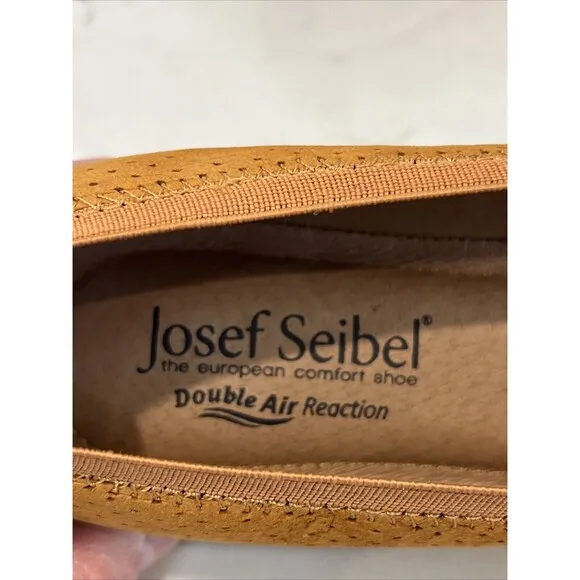 Josef Seibel®
the european comfort shoe
Double Air Reaction